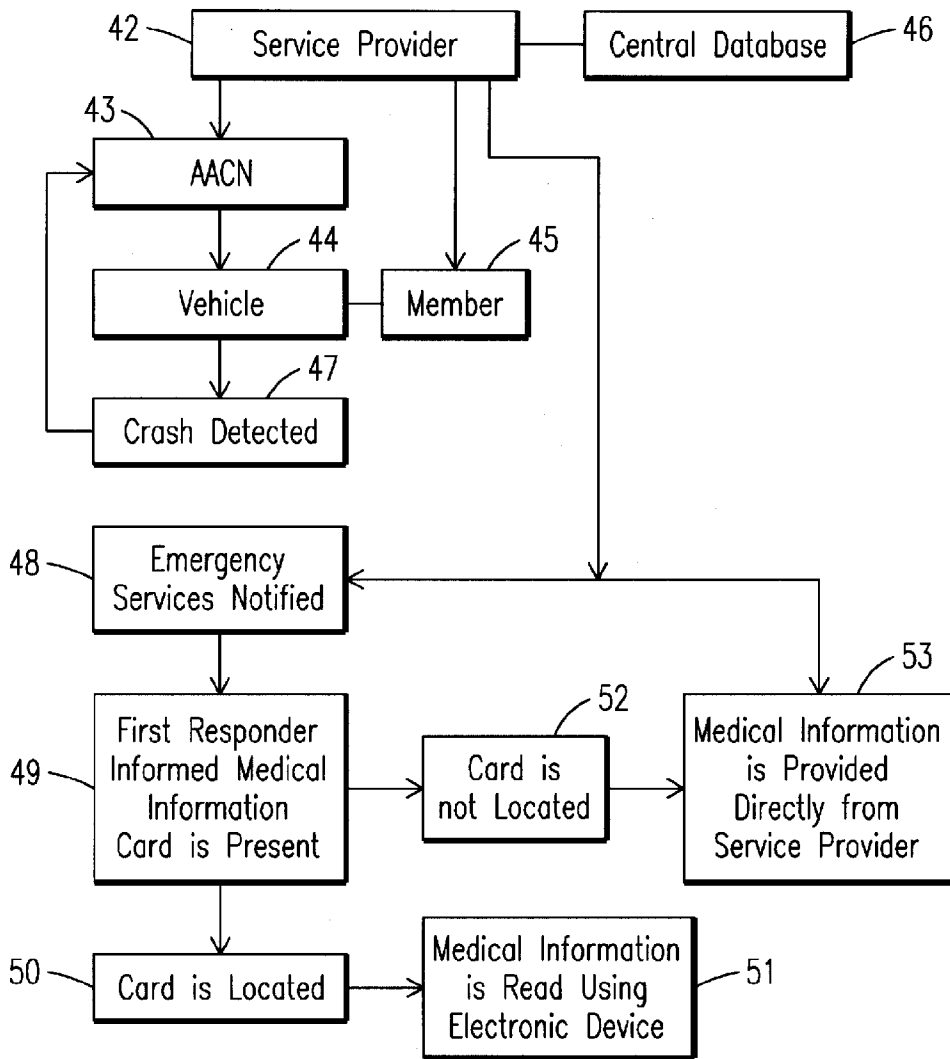 42
Service Provider
Central Database
46
43
AACN
44
Vehicle
45
Member
47
Crash Detected
48
Emergency
Services Notified
49
First Responder
Informed Medical
Information
Card is Present
52
Card is
not Located
53
Medical Information
is Provided
Directly from
Service Provider
50
Card is Located
Medical Information
is Read Using
Electronic Device
51